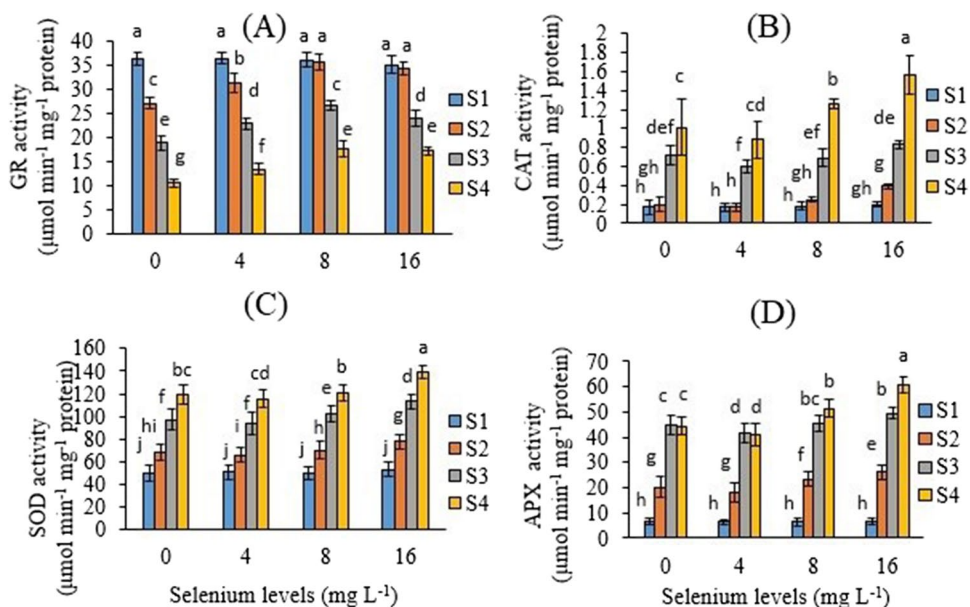 (A)
GR activity
(µmol min⁻¹ mg⁻¹ protein)
40
35
30
25
20
15
10
5
0
a c e g
a b d f
a a c e
a a d e
0 4 8 16
S1
S2
S3
S4
(B)
CAT activity
(µmol min⁻¹ mg⁻¹ protein)
2
1.8
1.6
1.4
1.2
1
0.8
0.6
0.4
0.2
0
h gh def c
h h f cd
h gh ef b
gh g de a
0 4 8 16
S1
S2
S3
S4
(C)
SOD activity
(µmol min⁻¹ mg⁻¹ protein)
160
140
120
100
80
60
40
20
0
j hi f bc
j i f cd
j h e b
j g d a
0 4 8 16
S1
S2
S3
S4
Selenium levels (mg L⁻¹)
(D)
APX activity
(µmol min⁻¹ mg⁻¹ protein)
70
60
50
40
30
20
10
0
h g c c
h g d d
h f bc b
h e b a
0 4 8 16
S1
S2
S3
S4
Selenium levels (mg L⁻¹)